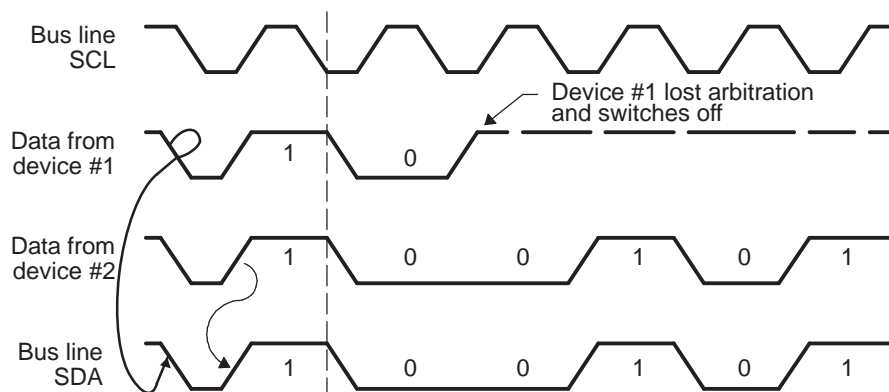 Bus line
SCL
Device #1 lost arbitration
and switches off
Data from
device #1
1 0
Data from
device #2
1 0 0 1 0 1
Bus line
SDA
1 0 0 1 0 1